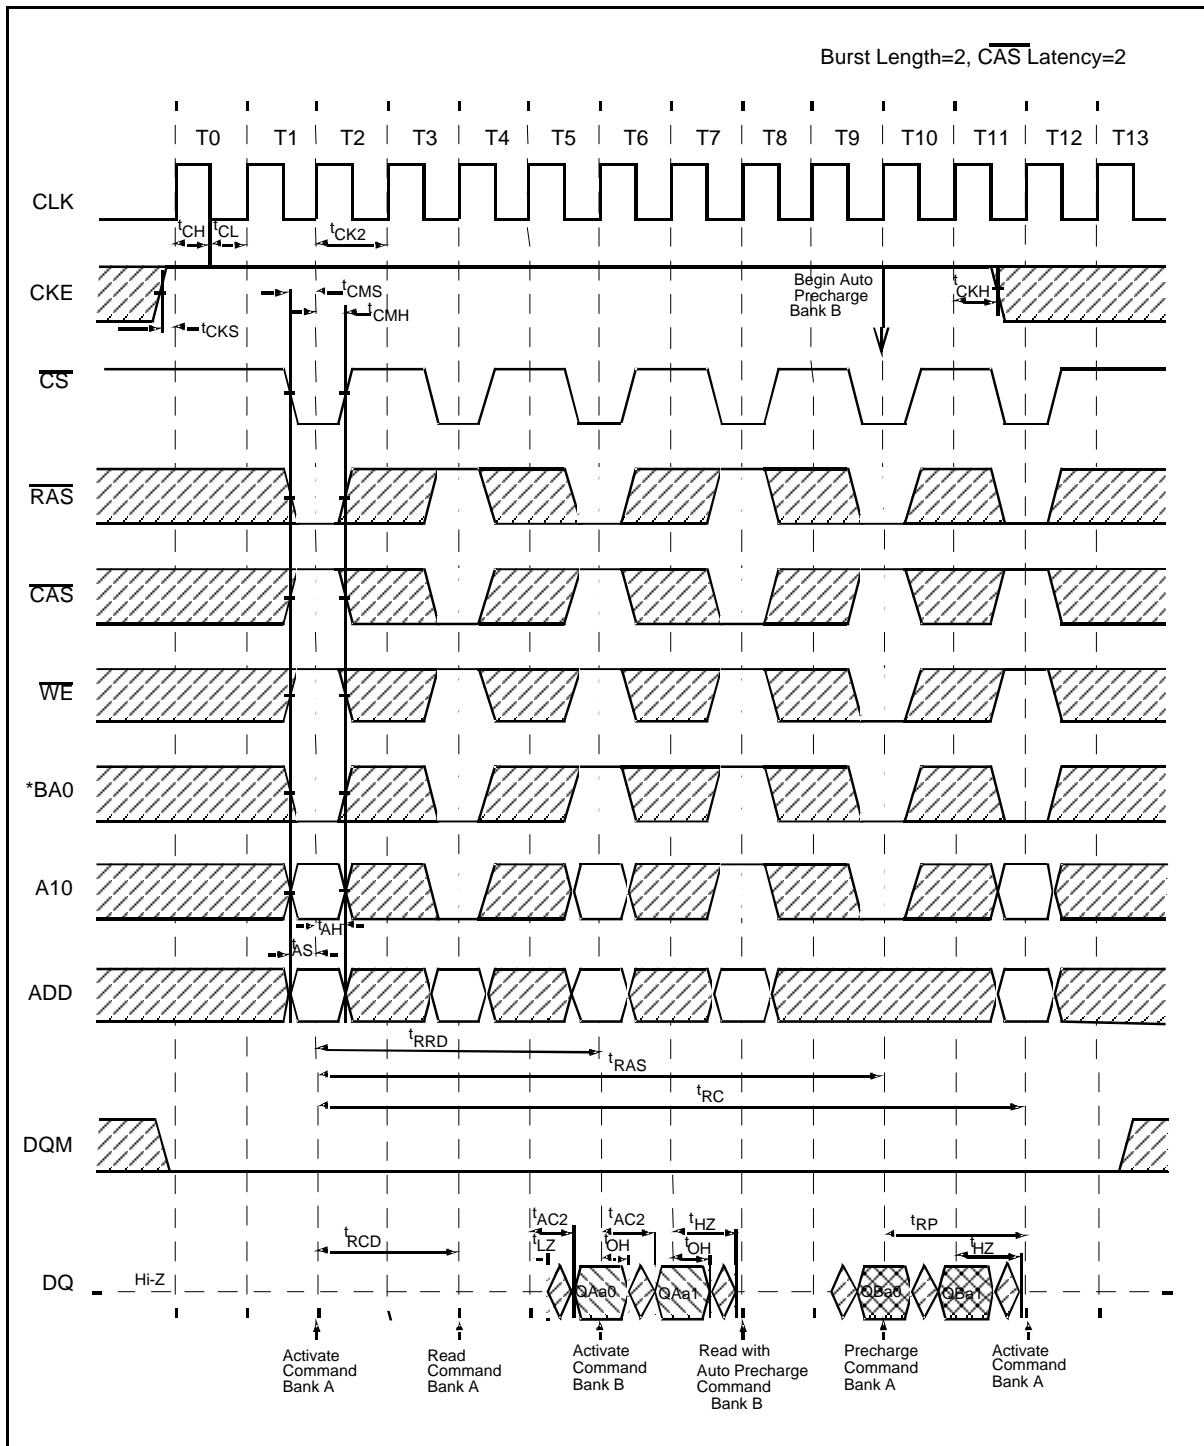 Burst Length=2, CAS Latency=2
T0 T1 T2 T3 T4 T5 T6 T7 T8 T9 T10 T11 T12 T13
CLK
tCH tCL tCK2
CKE
tCMS
tCMH
tCKS
Begin Auto
Precharge
Bank B
tCKH
CS
RAS
CAS
WE
*BA0
A10
tAH
tAS
ADD
tRRD
tRAS
tRC
DQM
tRCD
tAC2 tAC2 tHZ tRP
tLZ tOH tOH tHZ
DQ
Hi-Z
QAa0 QAa1 QBa0 QBa1
Activate
Command
Bank A
Read
Command
Bank A
Activate
Command
Bank B
Read with
Auto Precharge
Command
Bank B
Precharge
Command
Bank A
Activate
Command
Bank A